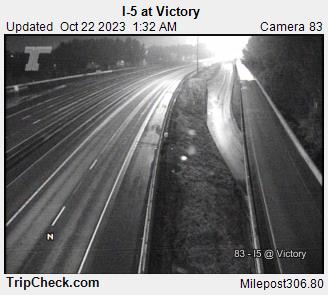 I-5 at Victory
Updated Oct 22 2023 1:32 AM Camera 83
T
N
83 - I5 @ Victory
TripCheck.com Milepost306.80